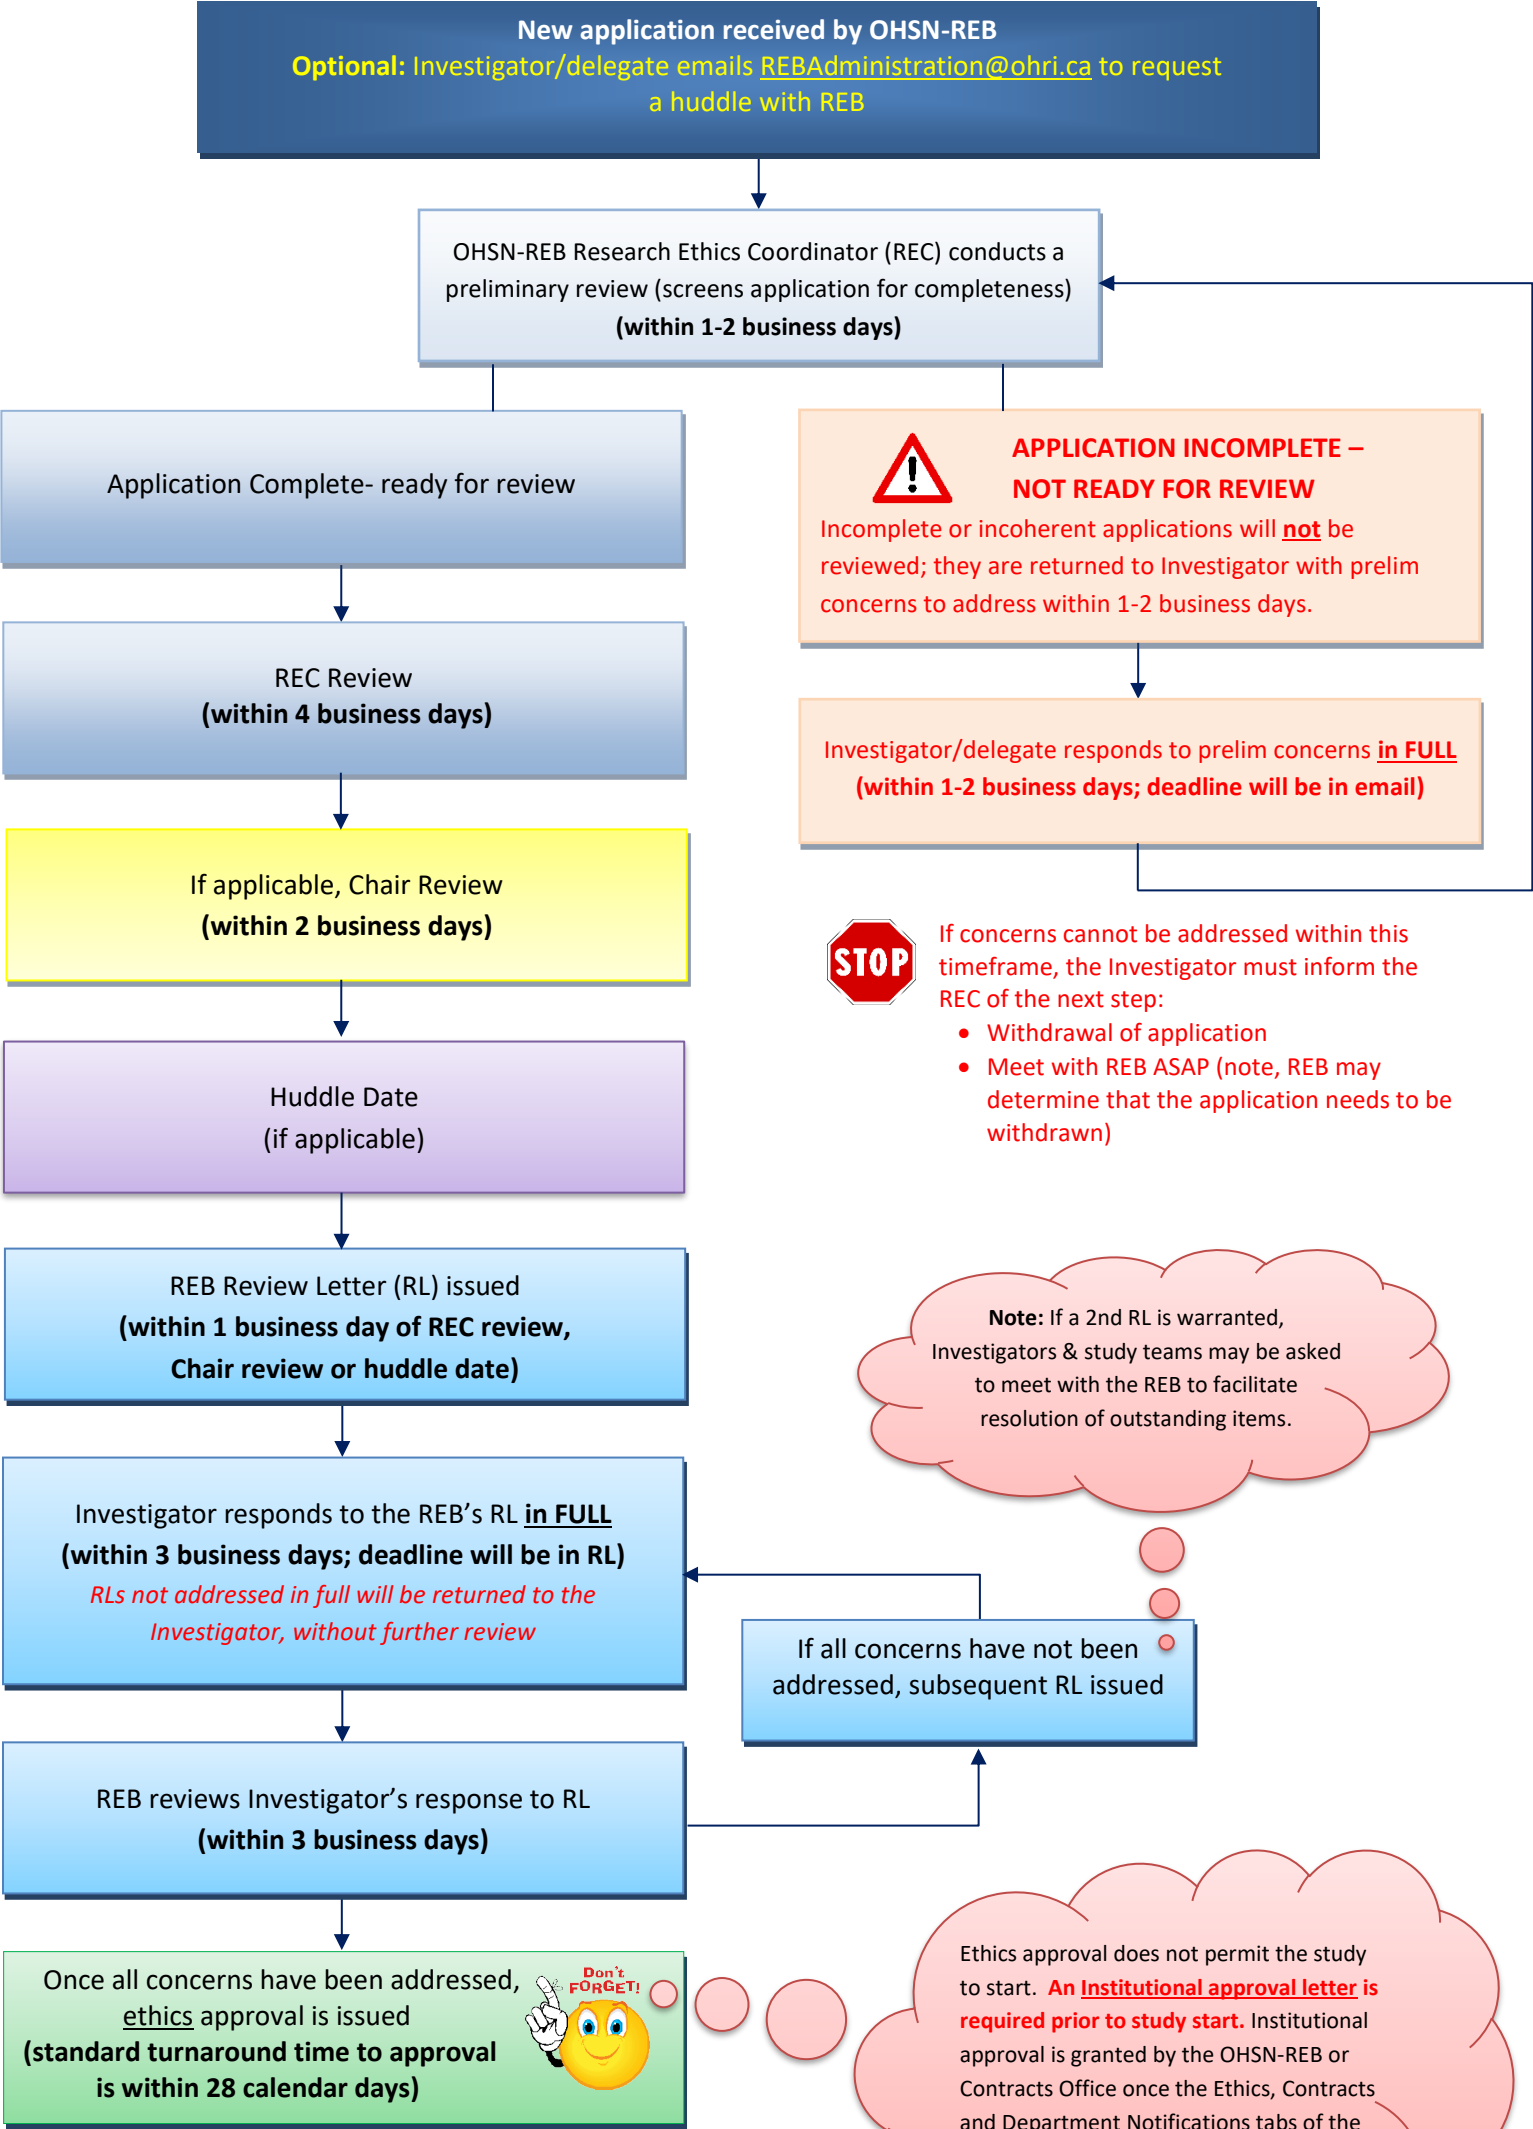 New application received by OHSN-REB
Optional: Investigator/delegate emails REBAdministration@ohri.ca to request
a huddle with REB
OHSN-REB Research Ethics Coordinator (REC) conducts a
preliminary review (screens application for completeness)
(within 1-2 business days)
Application Complete- ready for review
APPLICATION INCOMPLETE –
NOT READY FOR REVIEW
Incomplete or incoherent applications will not be
reviewed; they are returned to Investigator with prelim
concerns to address within 1-2 business days.
REC Review
(within 4 business days)
Investigator/delegate responds to prelim concerns in FULL
(within 1-2 business days; deadline will be in email)
If applicable, Chair Review
(within 2 business days)
STOP
If concerns cannot be addressed within this
timeframe, the Investigator must inform the
REC of the next step:
• Withdrawal of application
• Meet with REB ASAP (note, REB may
determine that the application needs to be
withdrawn)
Huddle Date
(if applicable)
REB Review Letter (RL) issued
(within 1 business day of REC review,
Chair review or huddle date)
Note: If a 2nd RL is warranted,
Investigators & study teams may be asked
to meet with the REB to facilitate
resolution of outstanding items.
Investigator responds to the REB’s RL in FULL
(within 3 business days; deadline will be in RL)
RLs not addressed in full will be returned to the
Investigator, without further review
If all concerns have not been
addressed, subsequent RL issued
REB reviews Investigator’s response to RL
(within 3 business days)
Once all concerns have been addressed,
ethics approval is issued
(standard turnaround time to approval
is within 28 calendar days)
Don't
FORGET!
Ethics approval does not permit the study
to start. An Institutional approval letter is
required prior to study start. Institutional
approval is granted by the OHSN-REB or
Contracts Office once the Ethics, Contracts
and Department Notifications tabs of the